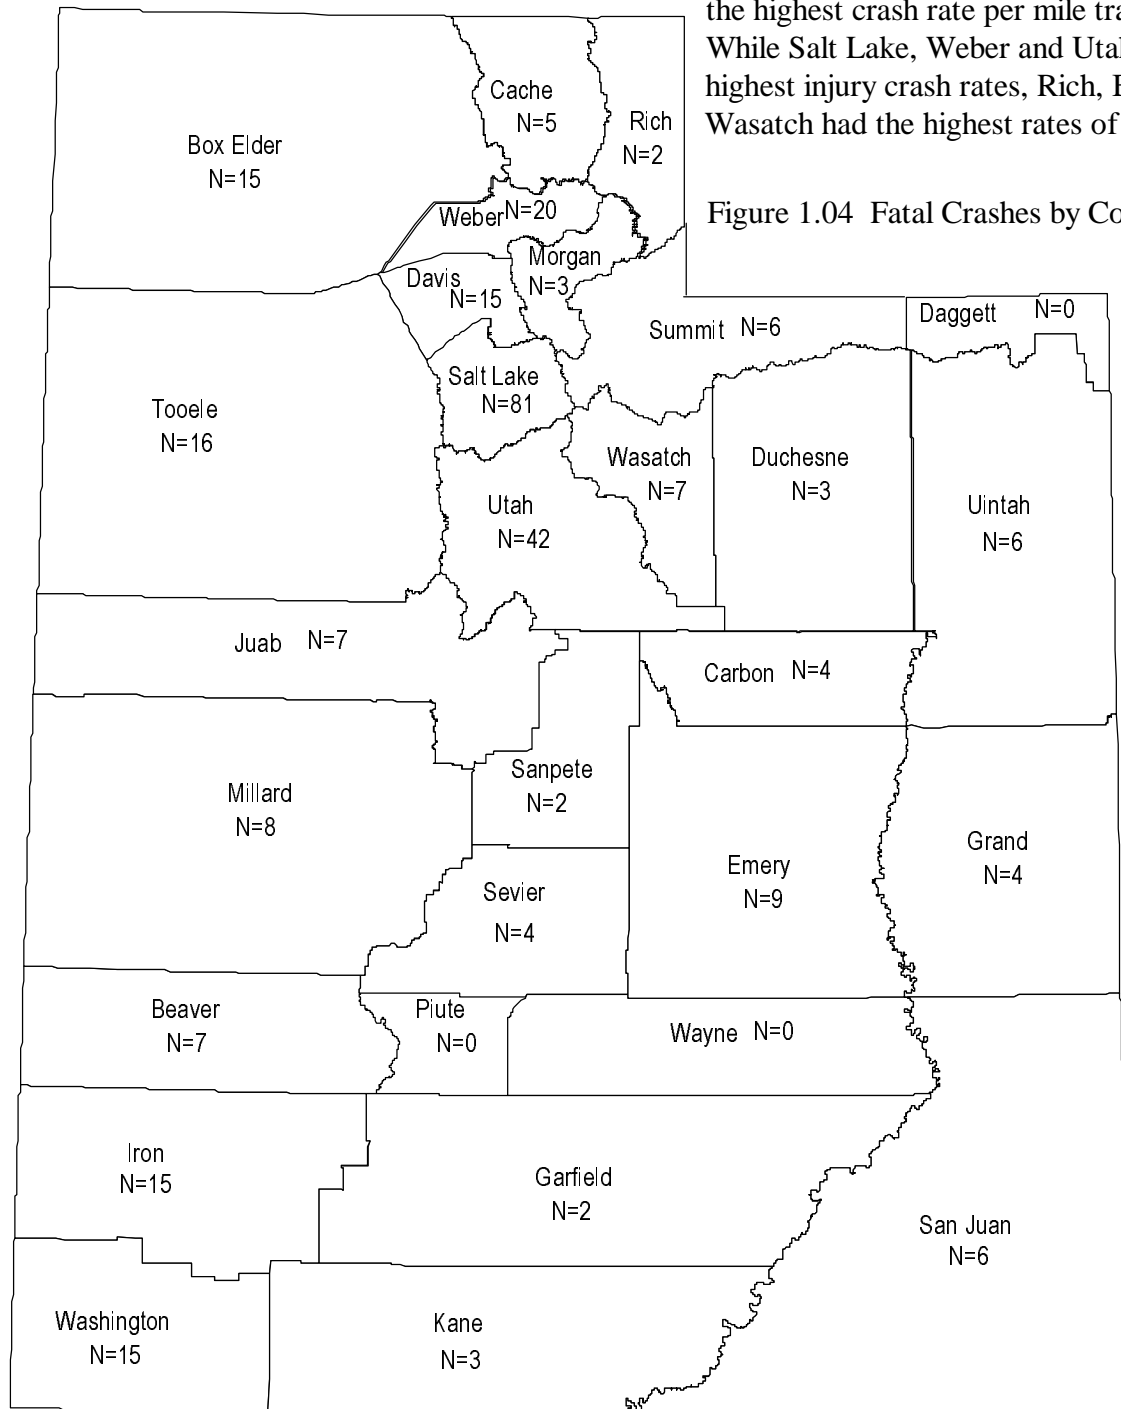 the highest crash rate per mile tra
While Salt Lake, Weber and Utal
highest injury crash rates, Rich,
Wasatch had the highest rates of
Figure 1.04 Fatal Crashes by Co
Cache
N=5
Rich
N=2
Box Elder
N=15
Weber N=20
Morgan
N=3
Davis
N=15
Summit N=6
Daggett N=0
Salt Lake
N=81
Tooele
N=16
Wasatch
N=7
Duchesne
N=3
Utah
N=42
Uintah
N=6
Juab N=7
Carbon N=4
Sanpete
N=2
Millard
N=8
Grand
N=4
Emery
N=9
Sevier
N=4
Beaver
N=7
Piute
N=0
Wayne N=0
Iron
N=15
Garfield
N=2
San Juan
N=6
Washington
N=15
Kane
N=3